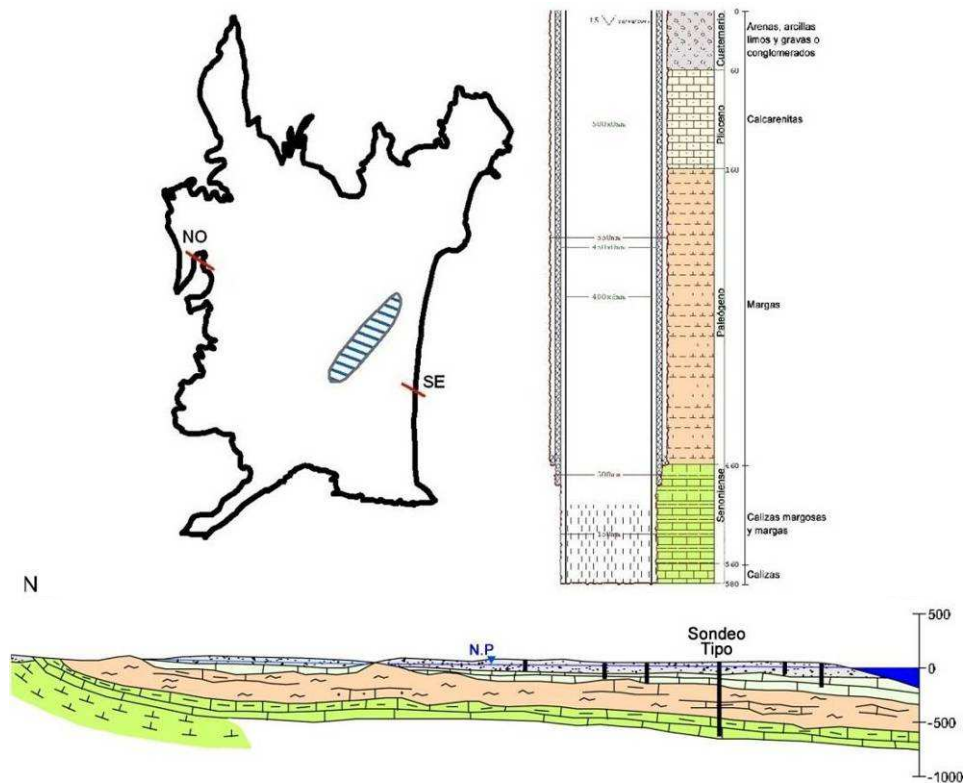 NO
SE
N
0
Cuaternario
Arenas, arcillas
limos y gravas o
conglomerados
60
Plioceno
Calcarenitas
160
Paleógeno
Margas
460
Senoniense
Calizas margosas
y margas
540
Calizas
580
500
Sondeo
Tipo
N.P
0
-500
-1000